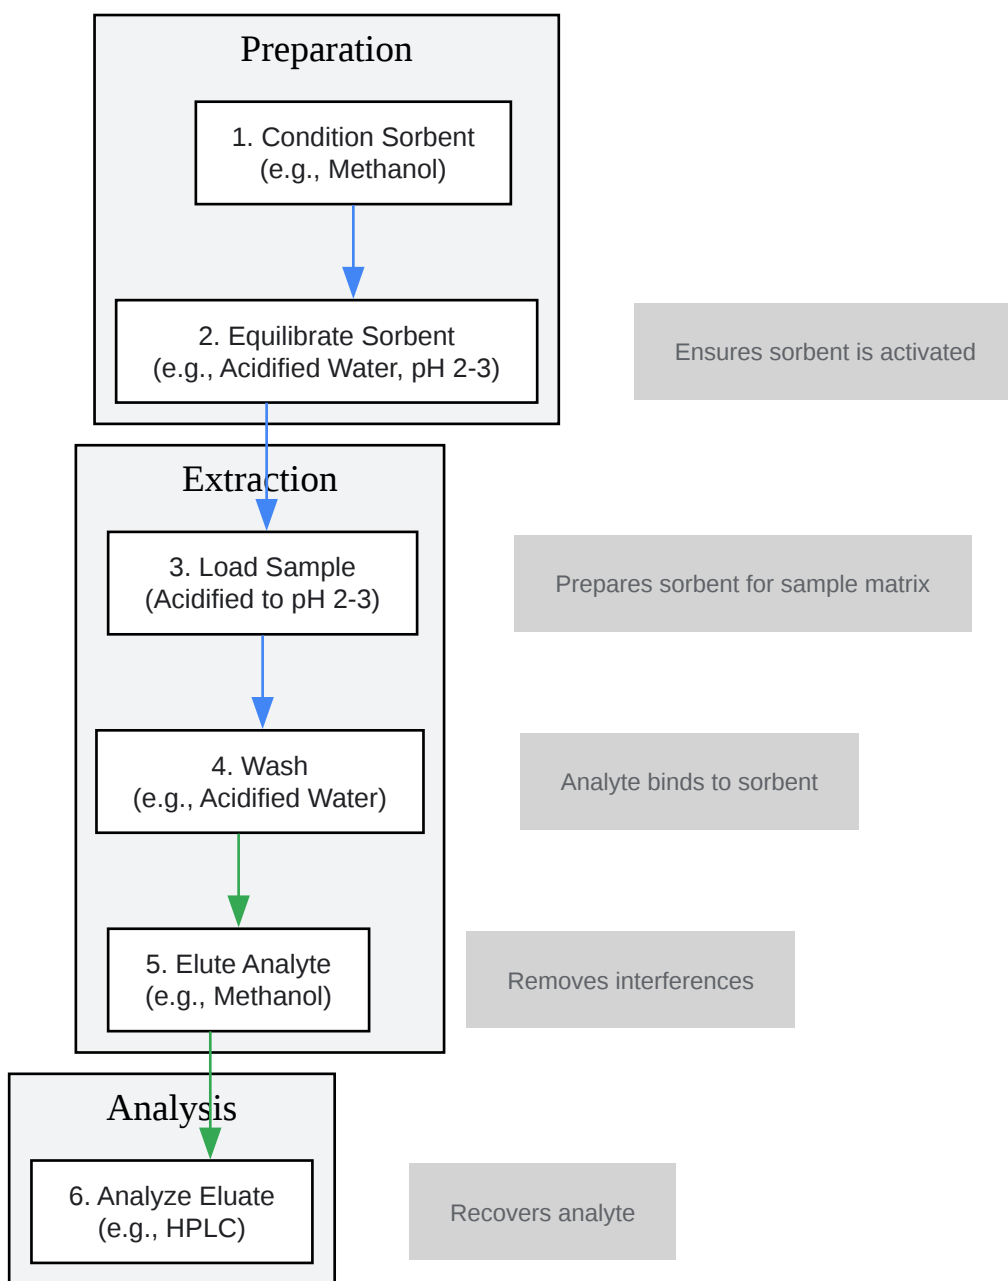 Preparation
1. Condition Sorbent
(e.g., Methanol)
2. Equilibrate Sorbent
(e.g., Acidified Water, pH 2-3)
Ensures sorbent is activated
Extraction
3. Load Sample
(Acidified to pH 2-3)
Prepares sorbent for sample matrix
4. Wash
(e.g., Acidified Water)
Analyte binds to sorbent
5. Elute Analyte
(e.g., Methanol)
Removes interferences
Analysis
6. Analyze Eluate
(e.g., HPLC)
Recovers analyte